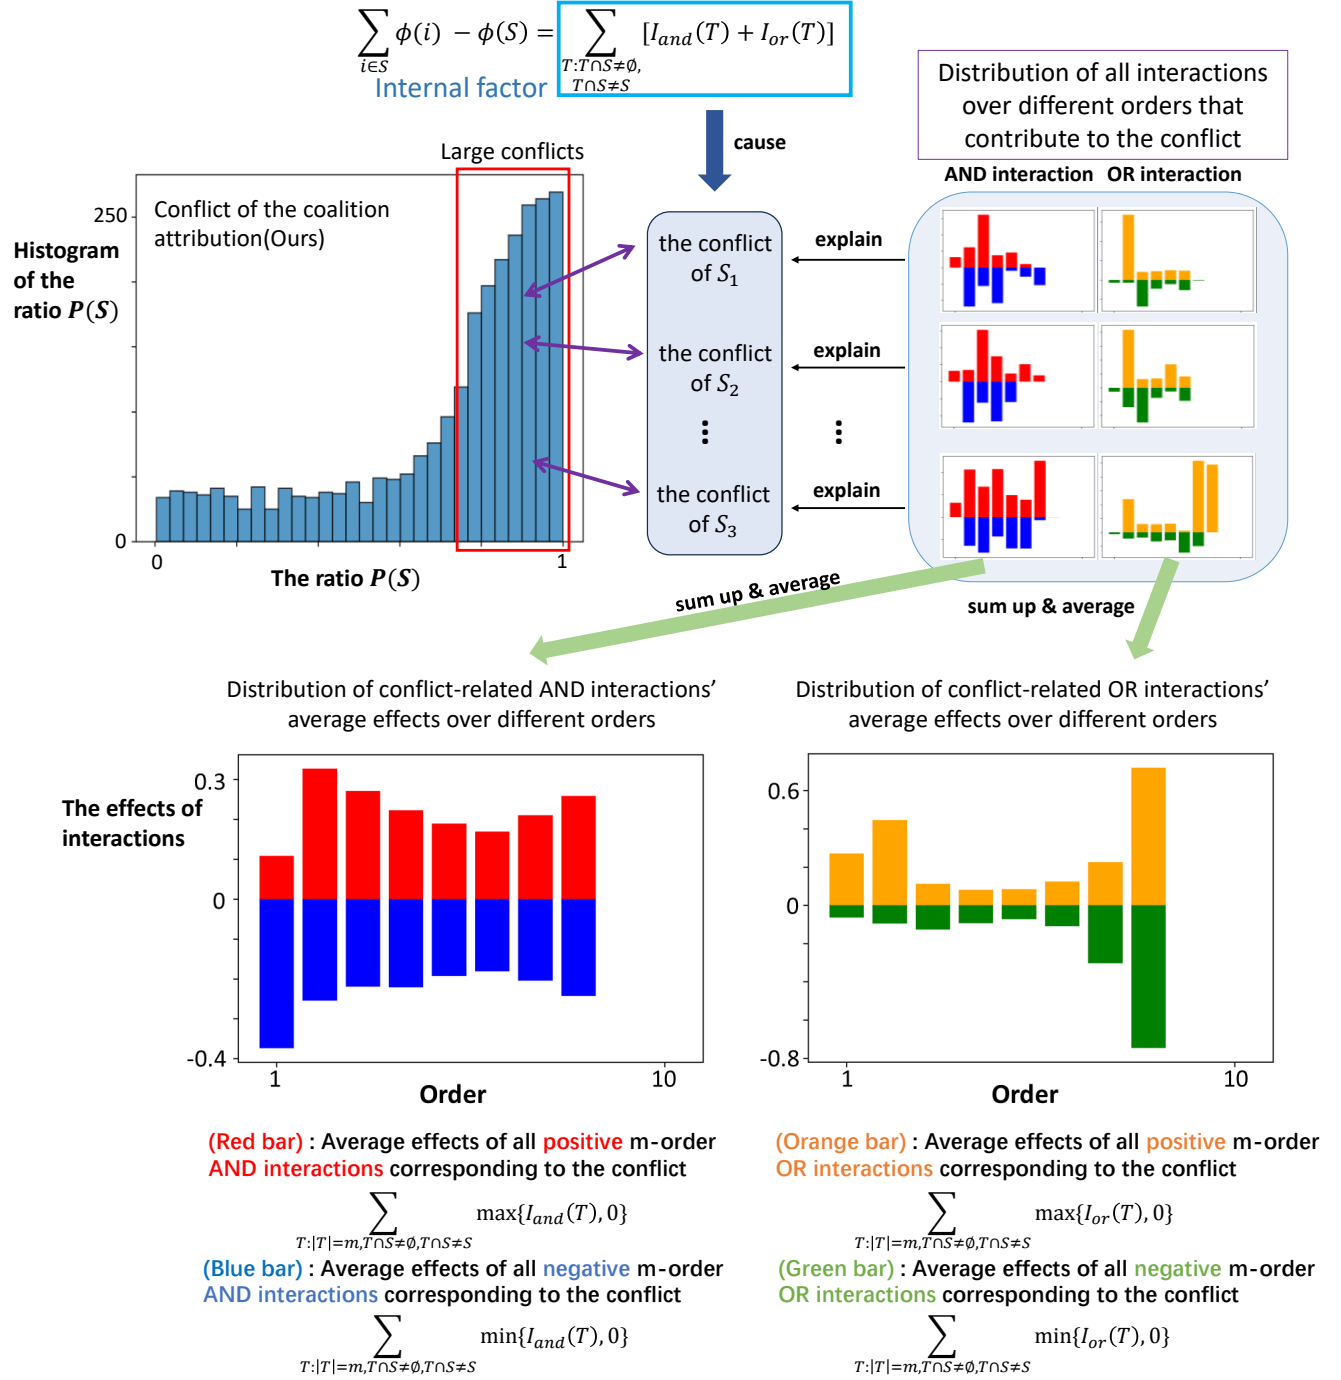 ∑ ϕ(i) − ϕ(S) = ∑ [I_and(T) + I_or(T)]
i∈S
T:T∩S≠∅,
T∩S≠S
Internal factor
cause
Distribution of all interactions
over different orders that
contribute to the conflict
Large conflicts
AND interaction OR interaction
250
Conflict of the coalition
attribution(Ours)
Histogram
of the
ratio P(S)
0
0
1
The ratio P(S)
the conflict
of S₁
explain
the conflict
of S₂
explain
⋮
⋮
the conflict
of S₃
explain
sum up & average
sum up & average
Distribution of conflict-related AND interactions’
average effects over different orders
Distribution of conflict-related OR interactions’
average effects over different orders
The effects of
interactions
0.3
0
-0.4
1
10
Order
0.6
0
-0.8
1
10
Order
(Red bar) : Average effects of all positive m-order
AND interactions corresponding to the conflict
∑ max{I_and(T), 0}
T:|T|=m,T∩S≠∅,T∩S≠S
(Blue bar) : Average effects of all negative m-order
AND interactions corresponding to the conflict
∑ min{I_and(T), 0}
T:|T|=m,T∩S≠∅,T∩S≠S
(Orange bar) : Average effects of all positive m-order
OR interactions corresponding to the conflict
∑ max{I_or(T), 0}
T:|T|=m,T∩S≠∅,T∩S≠S
(Green bar) : Average effects of all negative m-order
OR interactions corresponding to the conflict
∑ min{I_or(T), 0}
T:|T|=m,T∩S≠∅,T∩S≠S